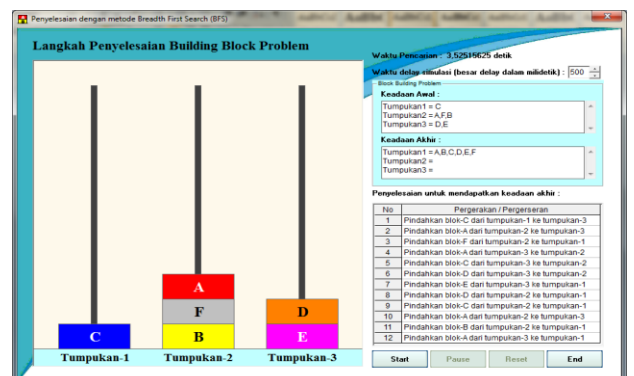 Penyelesaian dengan metode Breadth First Search (BFS)
Langkah Penyelesaian Building Block Problem
A
F
D
C
B
E
Tumpukan-1
Tumpukan-2
Tumpukan-3
Waktu Pencarian : 3,52515625 detik
Waktu delay simulasi (besar delay dalam milidetik) : 500
Block Building Problem
Keadaan Awal :
Tumpukan1 = C
Tumpukan2 = A,F,B
Tumpukan3 = D,E
Keadaan Akhir :
Tumpukan1 = A,B,C,D,E,F
Tumpukan2 =
Tumpukan3 =
Penyelesaian untuk mendapatkan keadaan akhir :
No Pergerakan / Pergerseran
1 Pindahkan blok-C dari tumpukan-1 ke tumpukan-3
2 Pindahkan blok-A dari tumpukan-2 ke tumpukan-3
3 Pindahkan blok-F dari tumpukan-2 ke tumpukan-1
4 Pindahkan blok-A dari tumpukan-3 ke tumpukan-2
5 Pindahkan blok-C dari tumpukan-3 ke tumpukan-2
6 Pindahkan blok-D dari tumpukan-3 ke tumpukan-2
7 Pindahkan blok-E dari tumpukan-3 ke tumpukan-1
8 Pindahkan blok-D dari tumpukan-2 ke tumpukan-1
9 Pindahkan blok-C dari tumpukan-2 ke tumpukan-1
10 Pindahkan blok-A dari tumpukan-2 ke tumpukan-3
11 Pindahkan blok-B dari tumpukan-2 ke tumpukan-1
12 Pindahkan blok-A dari tumpukan-3 ke tumpukan-1
Start Pause Reset End